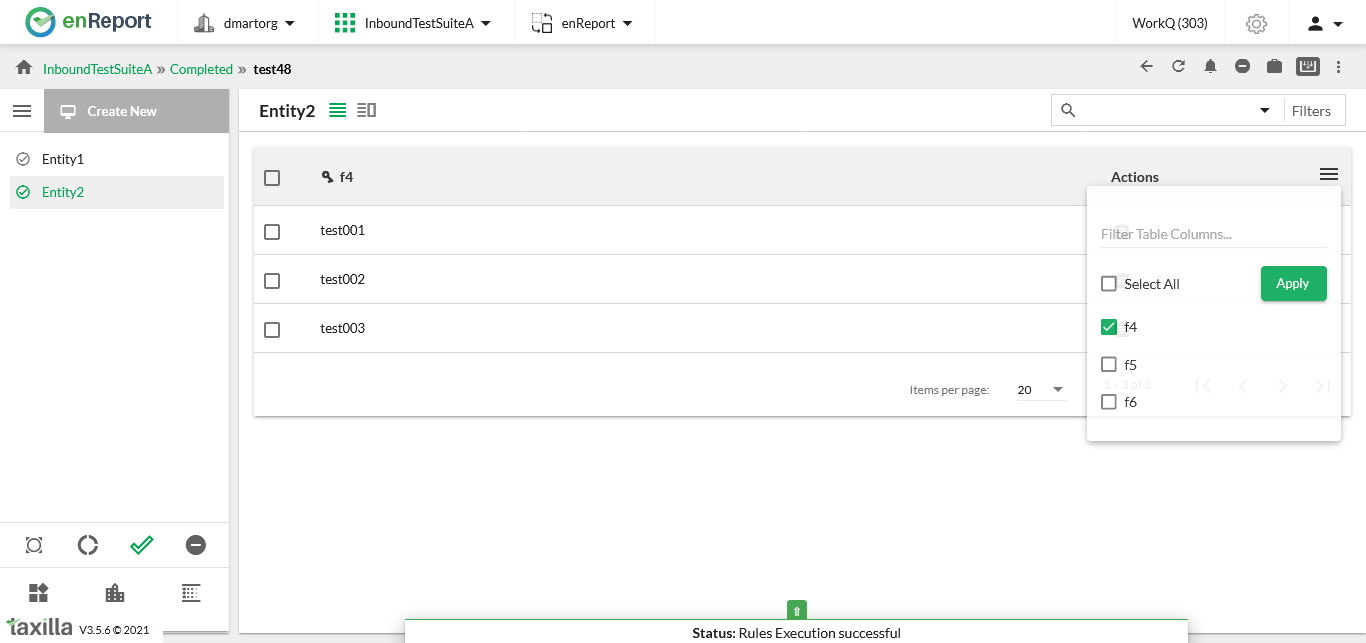 enReport dmartorg InboundTestSuiteA enReport WorkQ (303)
InboundTestSuiteA » Completed » test48
Create New
Entity1
Entity2
Entity2
Filters
f4 Actions
test001
test002
test003
Filter Table Columns...
Select All Apply
f4
f5
f6
Items per page: 20 1 – 3 of 3
taxilla V3.5.6 © 2021
Status: Rules Execution successful